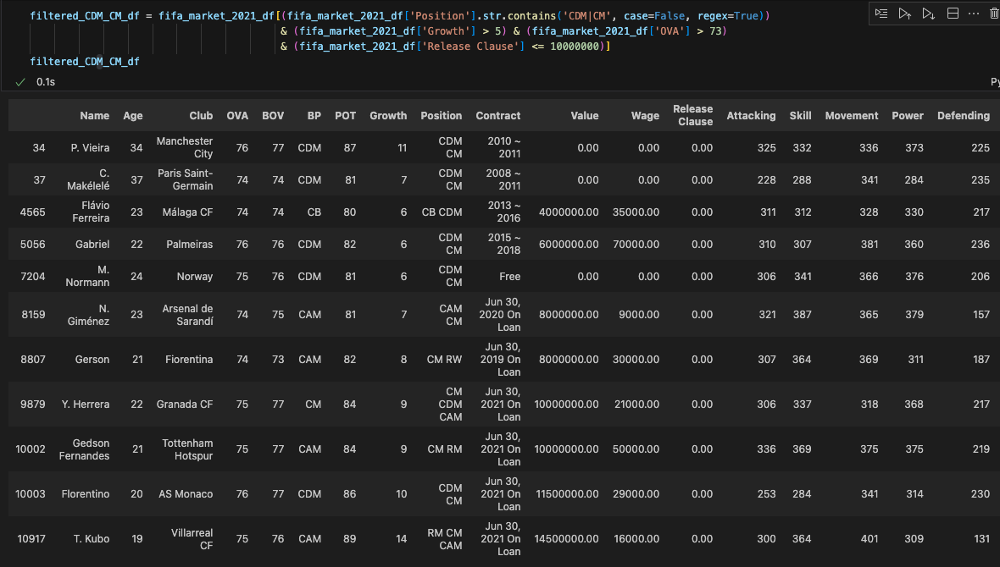 filtered_CDM_CM_df = fifa_market_2021_df[(fifa_market_2021_df['Position'].str.contains('CDM|CM', case=False, regex=True))
& (fifa_market_2021_df['Growth'] > 5) & (fifa_market_2021_df['OVA'] > 73)
& (fifa_market_2021_df['Release Clause'] <= 10000000)]
filtered_CDM_CM_df
0.1s
Py
Name Age Club OVA BOV BP POT Growth Position Contract Value Wage Release Clause Attacking Skill Movement Power Defending
34 P. Vieira 34 Manchester City 76 77 CDM 87 11 CDM CM 2010 ~ 2011 0.00 0.00 0.00 325 332 336 373 225
37 C. Makélelé 37 Paris Saint-Germain 74 74 CDM 81 7 CDM CM 2008 ~ 2011 0.00 0.00 0.00 228 288 341 284 235
4565 Flávio Ferreira 23 Málaga CF 74 74 CB 80 6 CB CDM 2013 ~ 2016 4000000.00 35000.00 0.00 311 312 328 330 217
5056 Gabriel 22 Palmeiras 76 76 CDM 82 6 CDM CM 2015 ~ 2018 6000000.00 70000.00 0.00 310 307 381 360 236
7204 M. Normann 24 Norway 75 76 CDM 81 6 CDM CM Free 0.00 0.00 0.00 306 341 366 376 206
8159 N. Giménez 23 Arsenal de Sarandí 74 75 CAM 81 7 CAM CM Jun 30, 2020 On Loan 8000000.00 9000.00 0.00 321 387 365 379 157
8807 Gerson 21 Fiorentina 74 73 CAM 82 8 CM RW Jun 30, 2019 On Loan 8000000.00 30000.00 0.00 307 364 369 311 187
9879 Y. Herrera 22 Granada CF 75 77 CM 84 9 CM CDM CAM Jun 30, 2021 On Loan 10000000.00 21000.00 0.00 306 337 318 368 217
10002 Gedson Fernandes 21 Tottenham Hotspur 75 77 CAM 84 9 CM RM Jun 30, 2021 On Loan 10000000.00 50000.00 0.00 336 369 375 375 219
10003 Florentino 20 AS Monaco 76 77 CDM 86 10 CDM CM Jun 30, 2021 On Loan 11500000.00 29000.00 0.00 253 284 341 314 230
10917 T. Kubo 19 Villarreal CF 75 76 CAM 89 14 RM CM CAM Jun 30, 2021 On Loan 14500000.00 16000.00 0.00 300 364 401 309 131